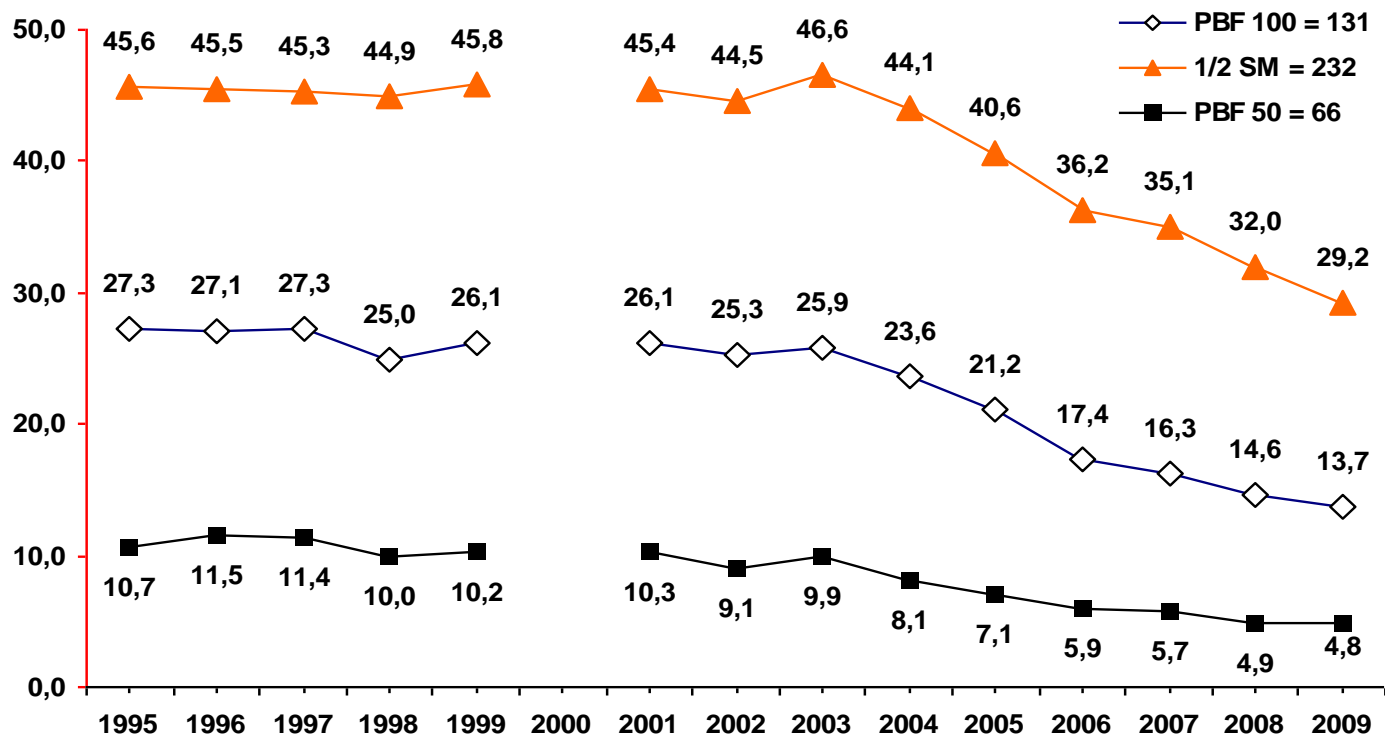 PBF 100 = 131
1/2 SM = 232
PBF 50 = 66
50,0
40,0
30,0
20,0
10,0
0,0
45,6 45,5 45,3 44,9 45,8 45,4 44,5 46,6 44,1 40,6 36,2 35,1 32,0 29,2
27,3 27,1 27,3 25,0 26,1 26,1 25,3 25,9 23,6 21,2 17,4 16,3 14,6 13,7
10,7 11,5 11,4 10,0 10,2 10,3 9,1 9,9 8,1 7,1 5,9 5,7 4,9 4,8
1995 1996 1997 1998 1999 2000 2001 2002 2003 2004 2005 2006 2007 2008 2009